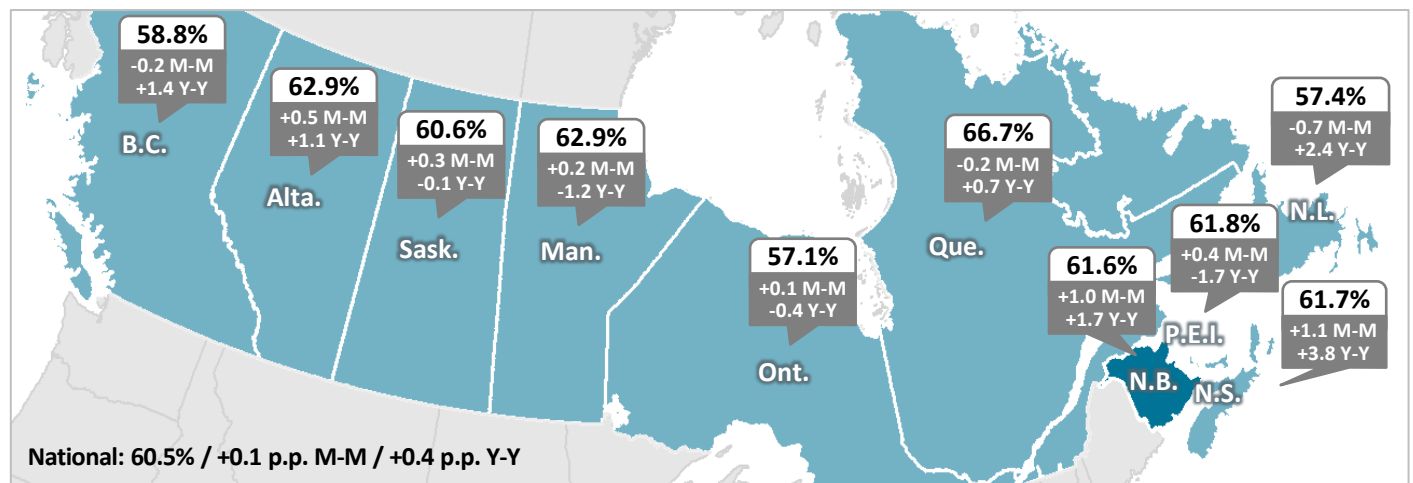 58.8%
-0.2 M-M
+1.4 Y-Y
B.C.
62.9%
+0.5 M-M
+1.1 Y-Y
Alta.
60.6%
+0.3 M-M
-0.1 Y-Y
Sask.
62.9%
+0.2 M-M
-1.2 Y-Y
Man.
57.1%
+0.1 M-M
-0.4 Y-Y
Ont.
66.7%
-0.2 M-M
+0.7 Y-Y
Que.
57.4%
-0.7 M-M
+2.4 Y-Y
N.L.
61.8%
+0.4 M-M
-1.7 Y-Y
P.E.I.
61.6%
+1.0 M-M
+1.7 Y-Y
N.B.
61.7%
+1.1 M-M
+3.8 Y-Y
N.S.
National: 60.5% / +0.1 p.p. M-M / +0.4 p.p. Y-Y